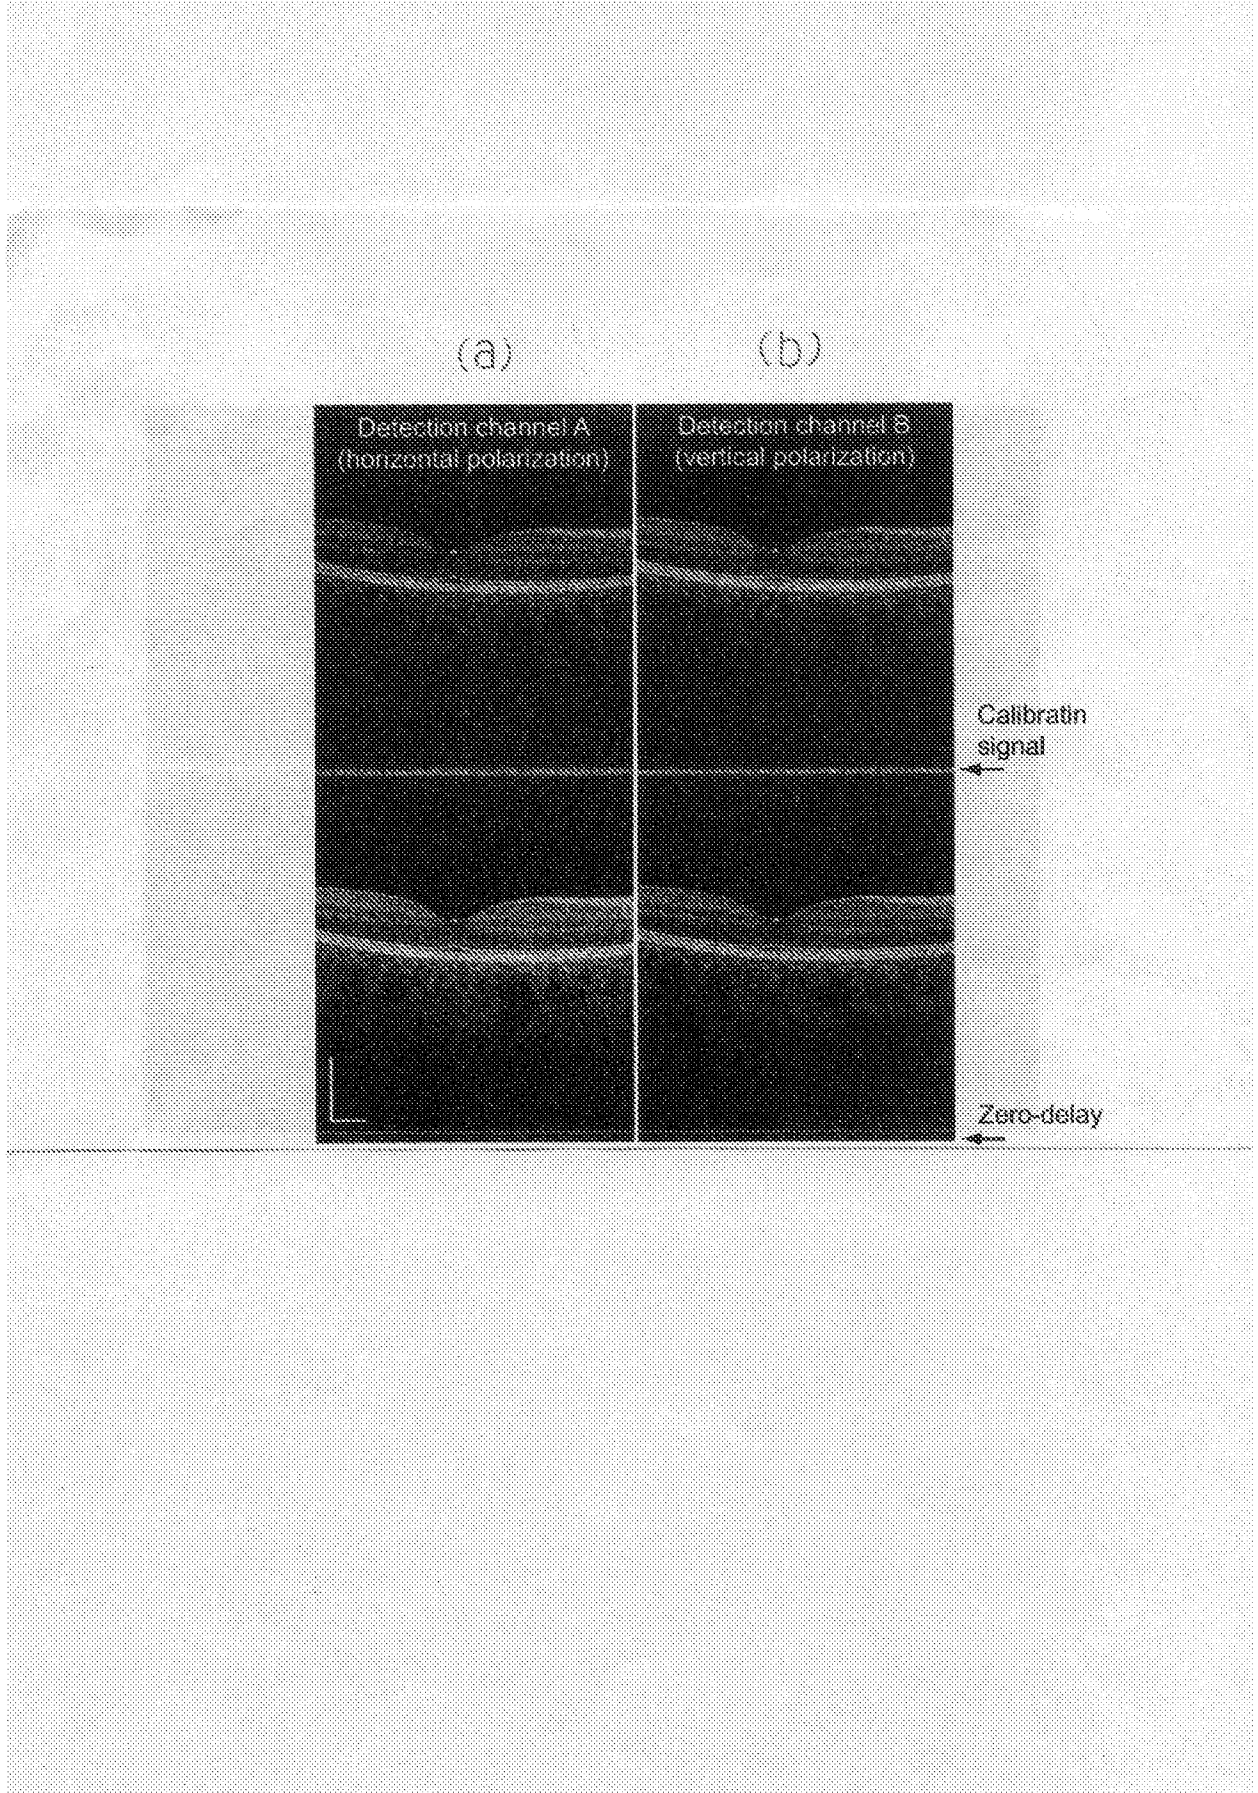 (a)
(b)
Detection channel A
(horizontal polarization)
Detection channel B
(vertical polarization)
Calibratin
signal
Zero-delay